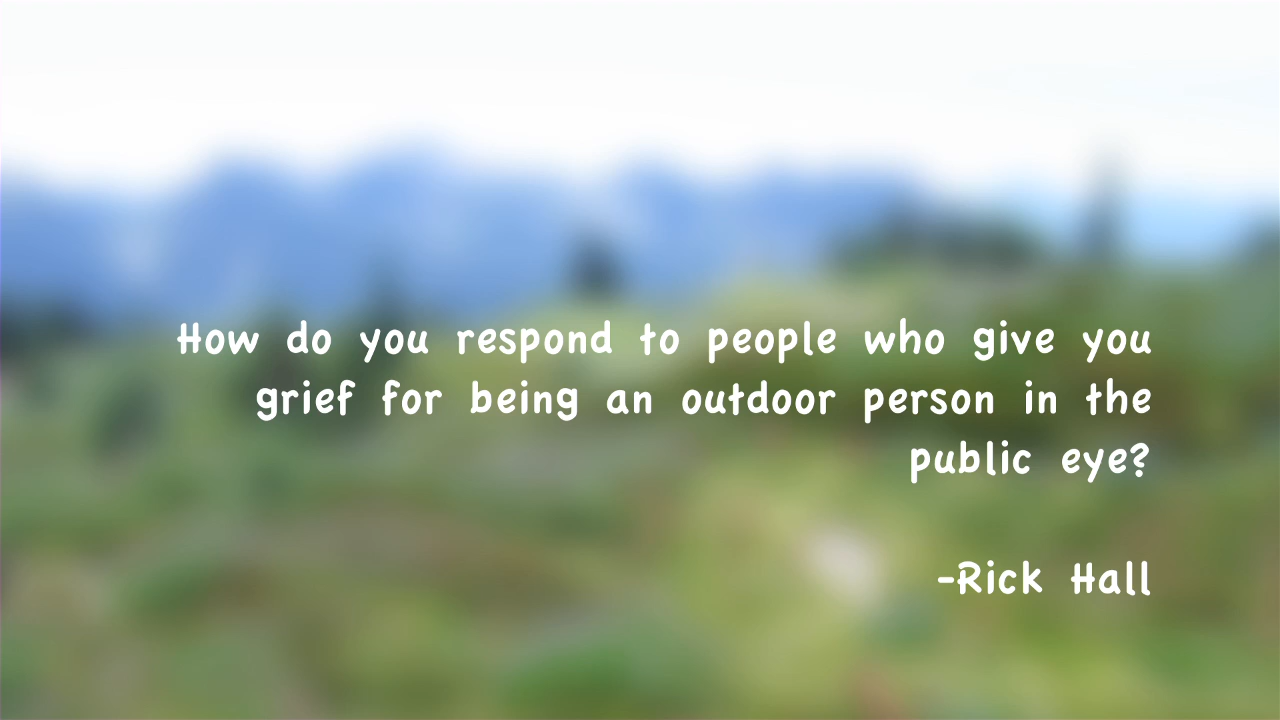 How do you respond to people who give you
grief for being an outdoor person in the
public eye?
-Rick Hall